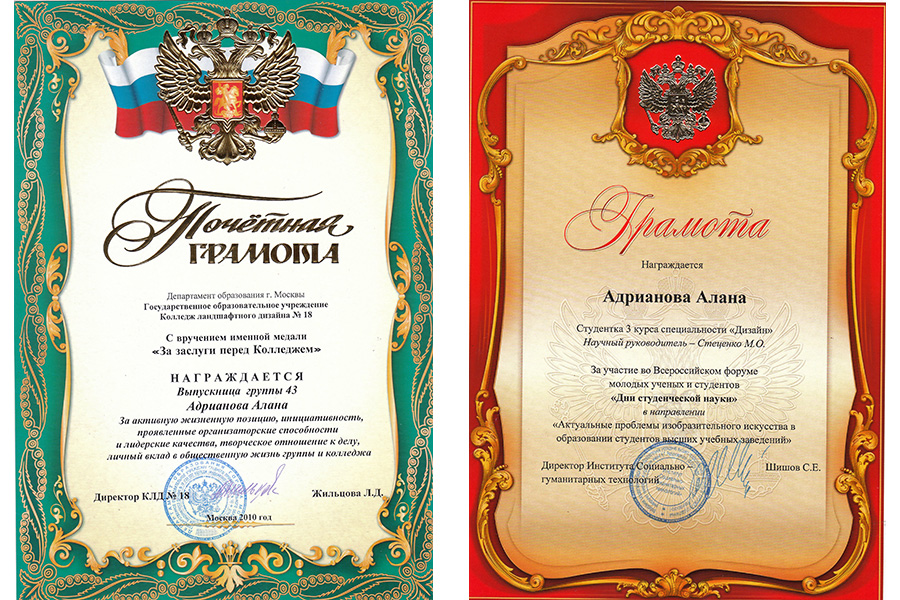 Почётная
ГРАМОТА
Департамент образования г. Москвы
Государственное образовательное учреждение
Колледж ландшафтного дизайна № 18
С вручением именной медали
«За заслуги перед Колледжем»
НАГРАЖДАЕТСЯ
Выпускница группы 43
Адрианова Алана
За активную жизненную позицию, инициативность,
проявленные организаторские способности
и лидерские качества, творческое отношение к делу,
личный вклад в общественную жизнь группы и колледжа
Директор КЛД № 18 Жильцова Л.Д.
Москва 2010 год
Грамота
Награждается
Адрианова Алана
Студентка 3 курса специальности «Дизайн»
Научный руководитель – Стеценко М.О.
За участие во Всероссийском форуме
молодых ученых и студентов
«Дни студенческой науки»
в направлении
«Актуальные проблемы изобразительного искусства в
образовании студентов высших учебных заведений»
Директор Института Социально – Шишов С.Е.
гуманитарных технологий